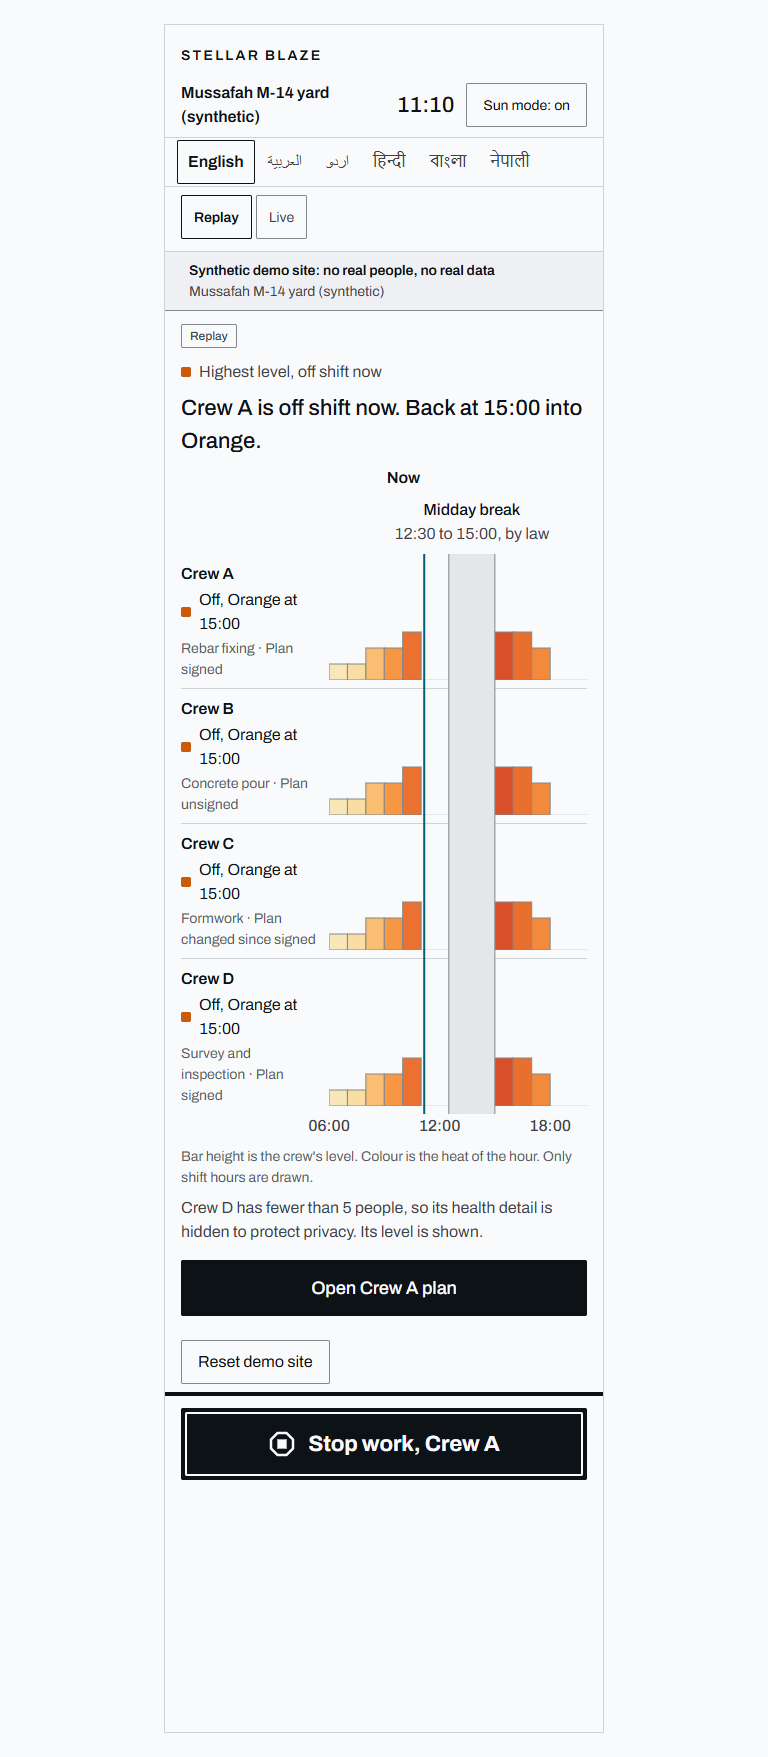 STELLAR BLAZE
Mussafah M-14 yard
(synthetic)
11:10
Sun mode: on
English العربية اردو हिन्दी বাংলা नेपाली
Replay Live
Synthetic demo site: no real people, no real data
Mussafah M-14 yard (synthetic)
Replay
Highest level, off shift now
Crew A is off shift now. Back at 15:00 into
Orange.
Now
Midday break
12:30 to 15:00, by law
Crew A
Off, Orange at
15:00
Rebar fixing · Plan
signed
Crew B
Off, Orange at
15:00
Concrete pour · Plan
unsigned
Crew C
Off, Orange at
15:00
Formwork · Plan
changed since signed
Crew D
Off, Orange at
15:00
Survey and
inspection · Plan
signed
06:00 12:00 18:00
Bar height is the crew's level. Colour is the heat of the hour. Only
shift hours are drawn.
Crew D has fewer than 5 people, so its health detail is
hidden to protect privacy. Its level is shown.
Open Crew A plan
Reset demo site
Stop work, Crew A